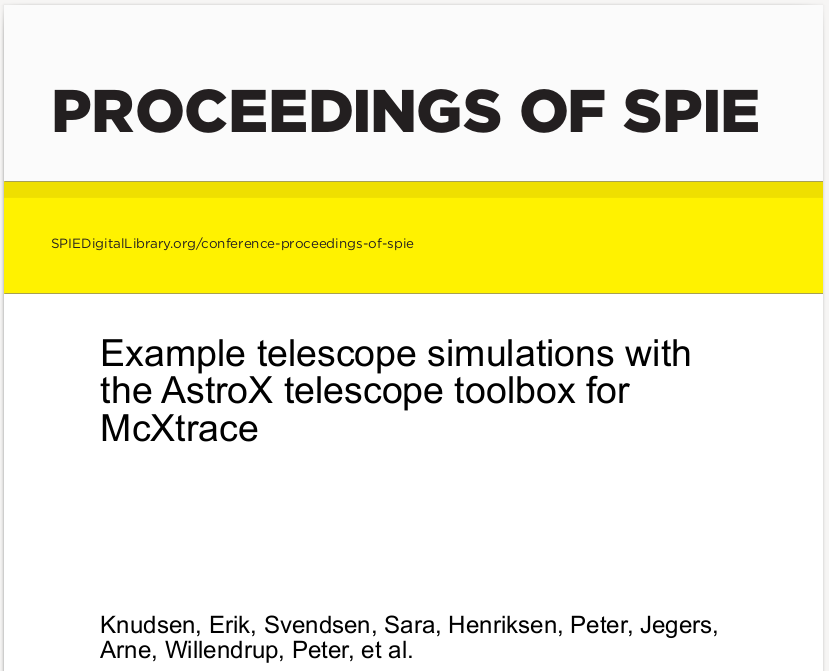 PROCEEDINGS OF SPIE
SPIEDigitalLibrary.org/conference-proceedings-of-spie
Example telescope simulations with
the AstroX telescope toolbox for
McXtrace
Knudsen, Erik, Svendsen, Sara, Henriksen, Peter, Jegers,
Arne, Willendrup, Peter, et al.